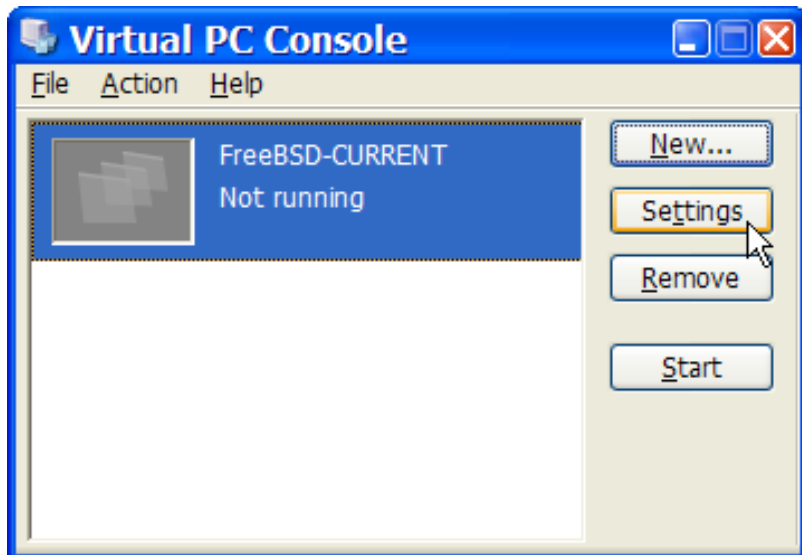 Virtual PC Console
File Action Help
FreeBSD-CURRENT
Not running
New...
Settings
Remove
Start